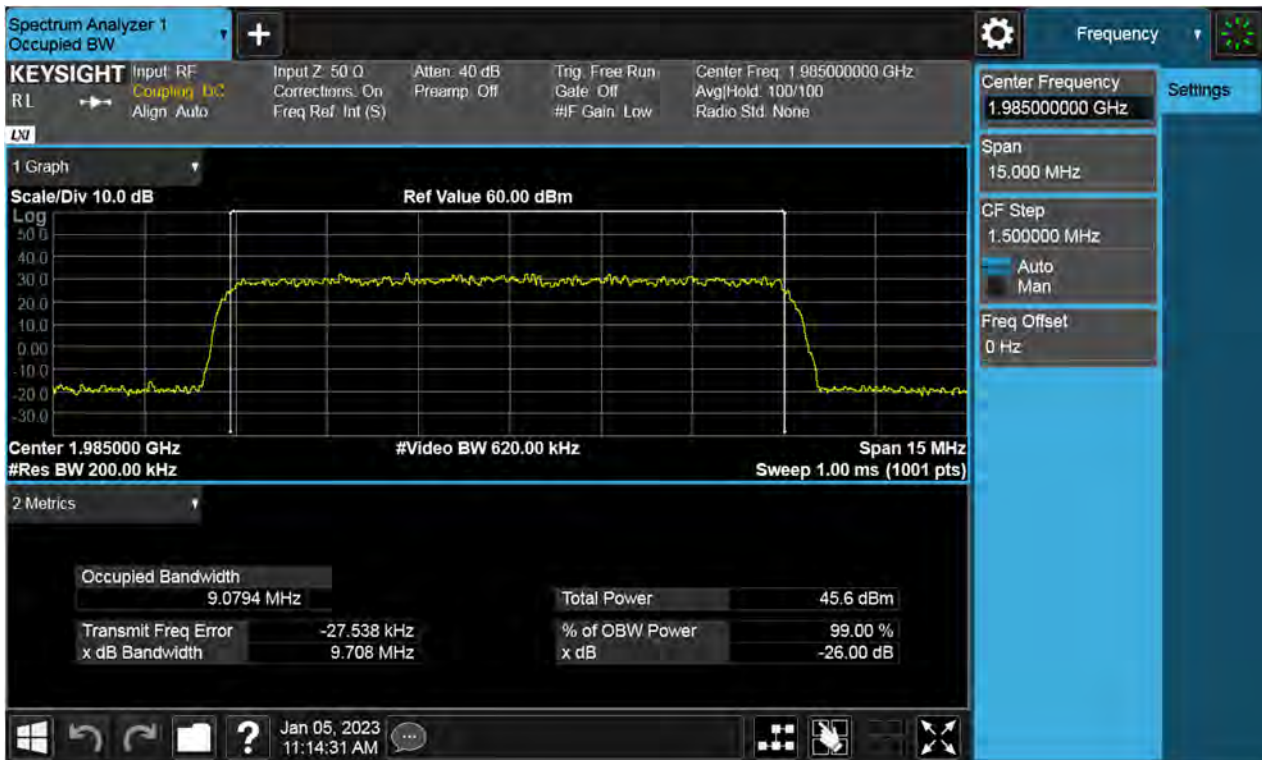 Spectrum Analyzer 1
Occupied BW
+
Frequency
KEYSIGHT Input: RF Input Z: 50 Ω Atten: 40 dB Trig: Free Run Center Freq: 1.985000000 GHz
RL Coupling: DC Corrections: On Preamp: Off Gate: Off Avg|Hold: 100/100
Align: Auto Freq Ref: Int (S) #IF Gain: Low Radio Std: None
LXI
Center Frequency
1.985000000 GHz
Settings
Span
15.000 MHz
CF Step
1.500000 MHz
Auto
Man
Freq Offset
0 Hz
1 Graph
Scale/Div 10.0 dB Ref Value 60.00 dBm
Log
50.0
40.0
30.0
20.0
10.0
0.00
-10.0
-20.0
-30.0
Center 1.985000 GHz #Video BW 620.00 kHz Span 15 MHz
#Res BW 200.00 kHz Sweep 1.00 ms (1001 pts)
2 Metrics
Occupied Bandwidth
9.0794 MHz Total Power 45.6 dBm
Transmit Freq Error -27.538 kHz % of OBW Power 99.00 %
x dB Bandwidth 9.708 MHz x dB -26.00 dB
? Jan 05, 2023
11:14:31 AM